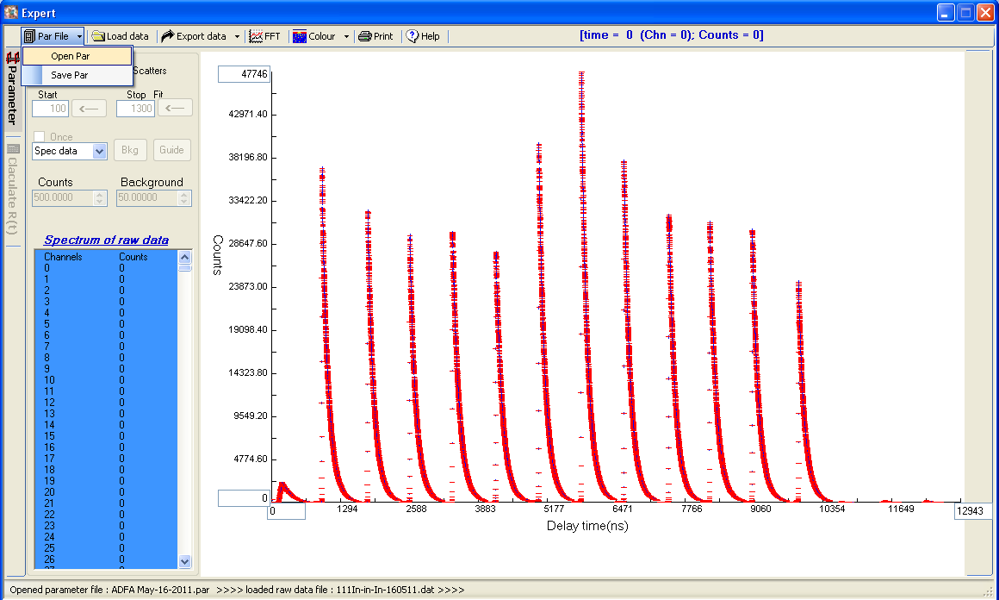 Expert
Par File Load data Export data FFT Colour Print Help [time = 0 (Chn = 0); Counts = 0]
Open Par
Save Par
Parameter
Claculate R(t)
Scatters
Start Stop Fit
100 <— 1300 <—
Once
Spec data Bkg Guide
Counts Background
500.0000 50.00000
Spectrum of raw data
Channels Counts
0 0
1 0
2 0
3 0
4 0
5 0
6 0
7 0
8 0
9 0
10 0
11 0
12 0
13 0
14 0
15 0
16 0
17 0
18 0
19 0
20 0
21 0
22 0
23 0
24 0
25 0
26 0
47746
42971.40
38196.80
33422.20
28647.60
23873.00
19098.40
14323.80
9549.20
4774.60
0
Counts
0 1294 2588 3883 5177 6471 7766 9060 10354 11649 12943
Delay time(ns)
Opened parameter file : ADFA May-16-2011.par >>>> loaded raw data file : 111In-in-In-160511.dat >>>>